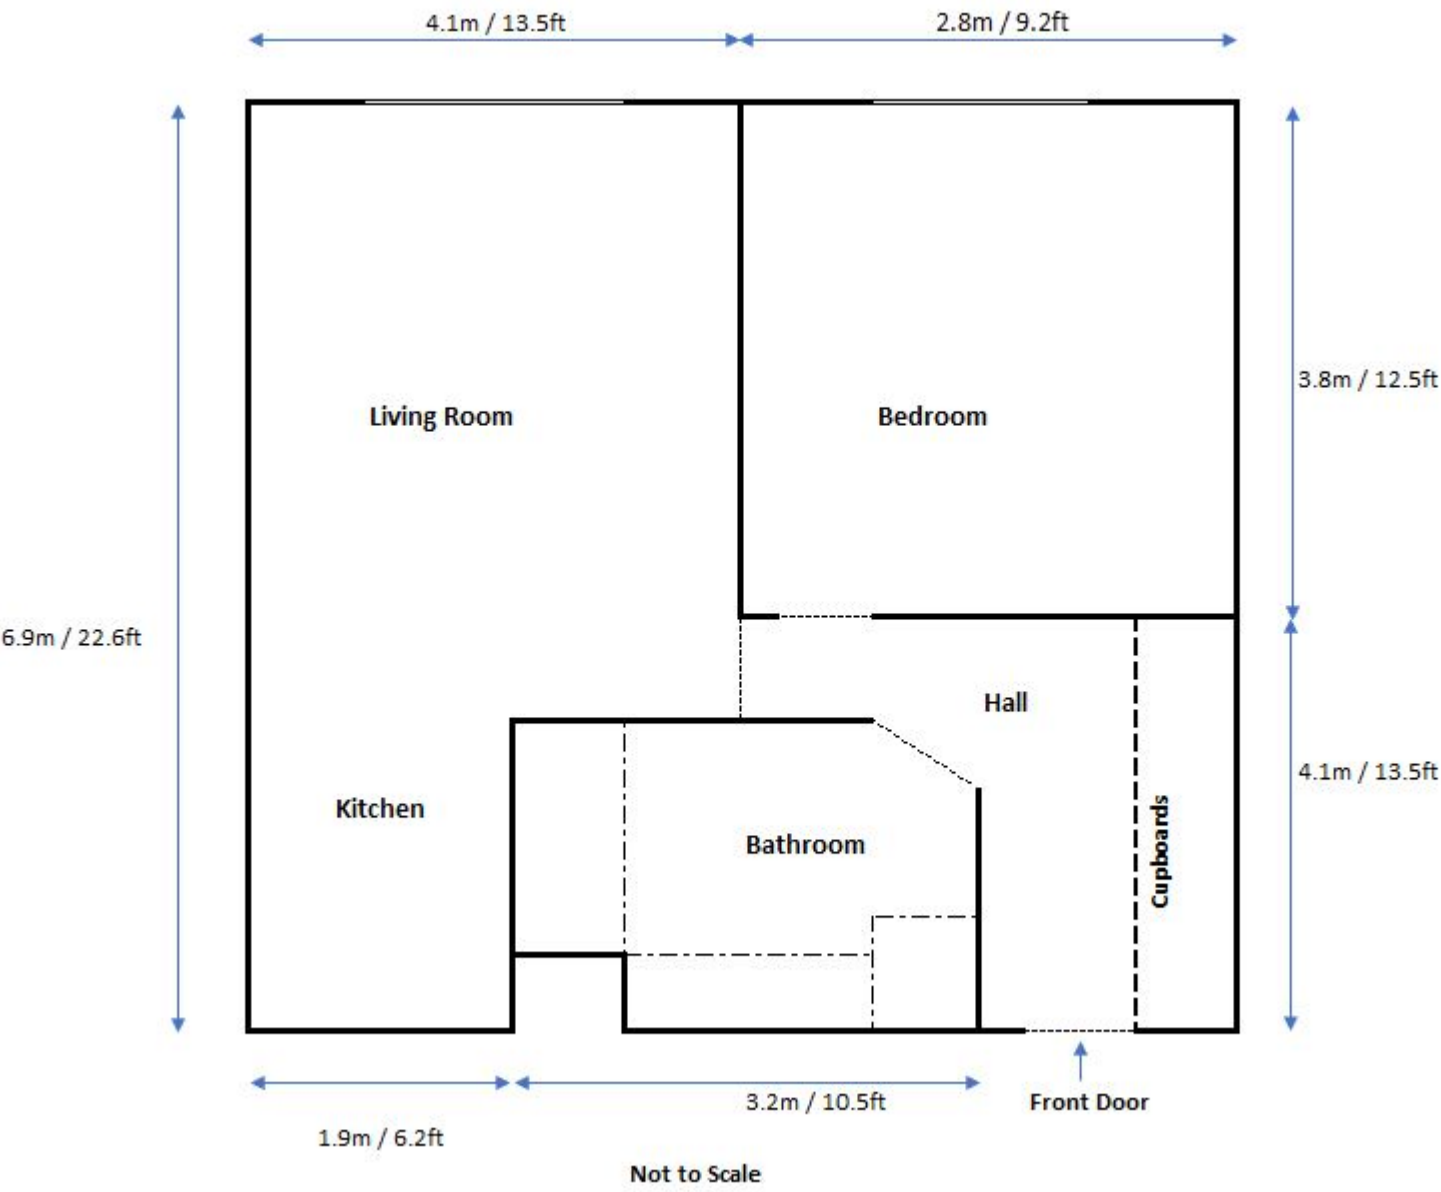 4.1m / 13.5ft
2.8m / 9.2ft
3.8m / 12.5ft
Living Room
Bedroom
6.9m / 22.6ft
Hall
4.1m / 13.5ft
Kitchen
Bathroom
Cupboards
3.2m / 10.5ft
Front Door
1.9m / 6.2ft
Not to Scale